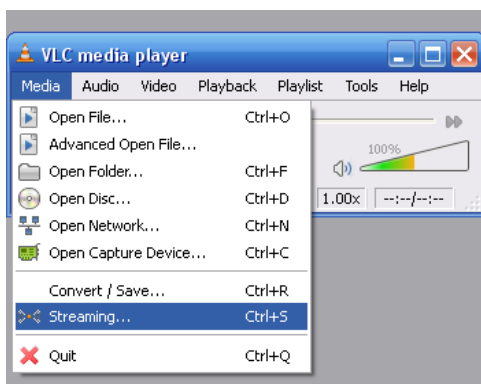 VLC media player
Media Audio Video Playback Playlist Tools Help
Open File... Ctrl+O
Advanced Open File...
100%
Open Folder... Ctrl+F
Open Disc... Ctrl+D
1.00x --:--/--:--
Open Network... Ctrl+N
Open Capture Device... Ctrl+C
Convert / Save... Ctrl+R
Streaming... Ctrl+S
Quit Ctrl+Q